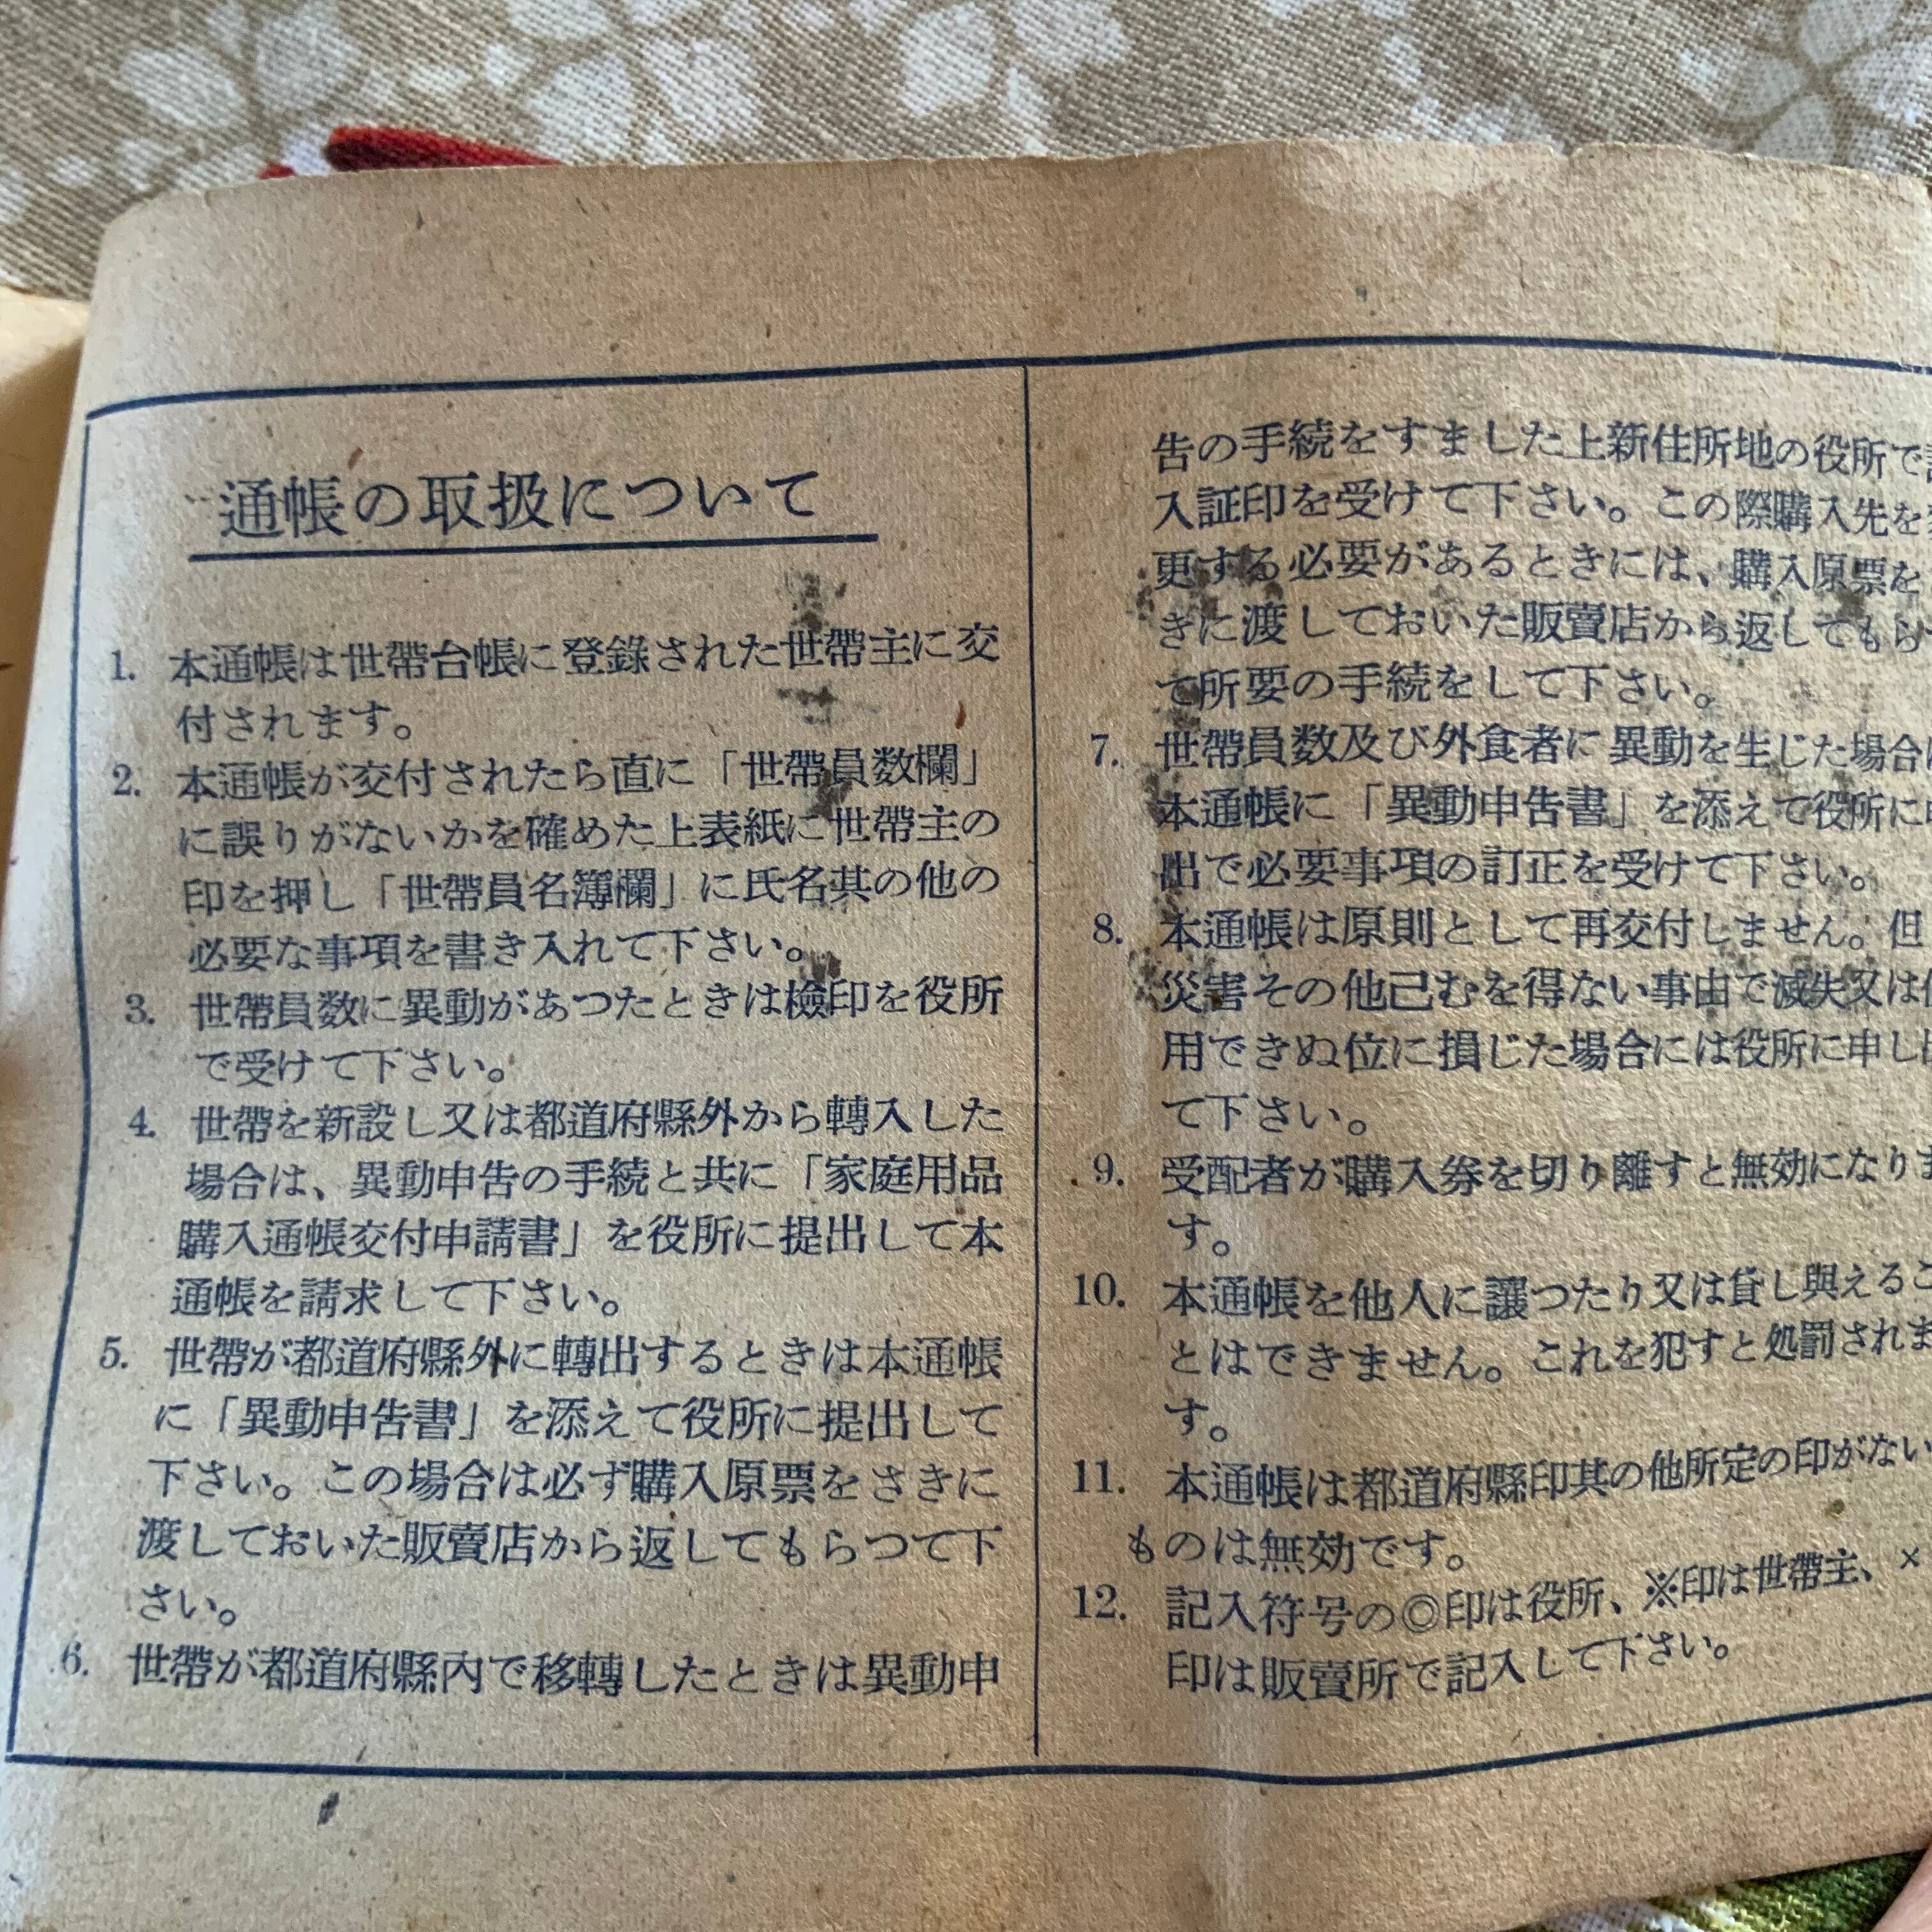 通帳の取扱について
1. 本通帳は世帶台帳に登錄された世帶主に交
付されます。
2. 本通帳が交付されたら直に「世帶員数欄」
に誤りがないかを確めた上表紙に世帶主の
印を押し「世帶員名簿欄」に氏名其の他の
必要な事項を書き入れて下さい。
3. 世帶員数に異動があつたときは檢印を役所
で受けて下さい。
4. 世帶を新設し又は都道府縣外から轉入した
場合は、異動申告の手続と共に「家庭用品
購入通帳交付申請書」を役所に提出して本
通帳を請求して下さい。
5. 世帶が都道府縣外に轉出するときは本通帳
に「異動申告書」を添えて役所に提出して
下さい。この場合は必ず購入原票をさきに
渡しておいた販賣店から返してもらつて下
さい。
6. 世帶が都道府縣內で移轉したときは異動申
告の手続をすました上新住所地の役所で
入証印を受けて下さい。この際購入先を
更する必要があるときには、購入原票を
きに渡しておいた販賣店から返してもら
て所要の手続をして下さい。
7. 世帶員数及び外食者に異動を生じた場合
本通帳に「異動申告書」を添えて役所に
出で必要事項の訂正を受けて下さい。
8. 本通帳は原則として再交付しません。但
災害その他己むを得ない事由で滅失又は
用できぬ位に損じた場合には役所に申し
て下さい。
9. 受配者が購入券を切り離すと無効になりま
す。
10. 本通帳を他人に讓つたり又は貸し與えるこ
とはできません。これを犯すと処罰されま
す。
11. 本通帳は都道府縣印其の他所定の印がない
ものは無効です。
12. 記入符号の◎印は役所、※印は世帶主、×
印は販賣所で記入して下さい。